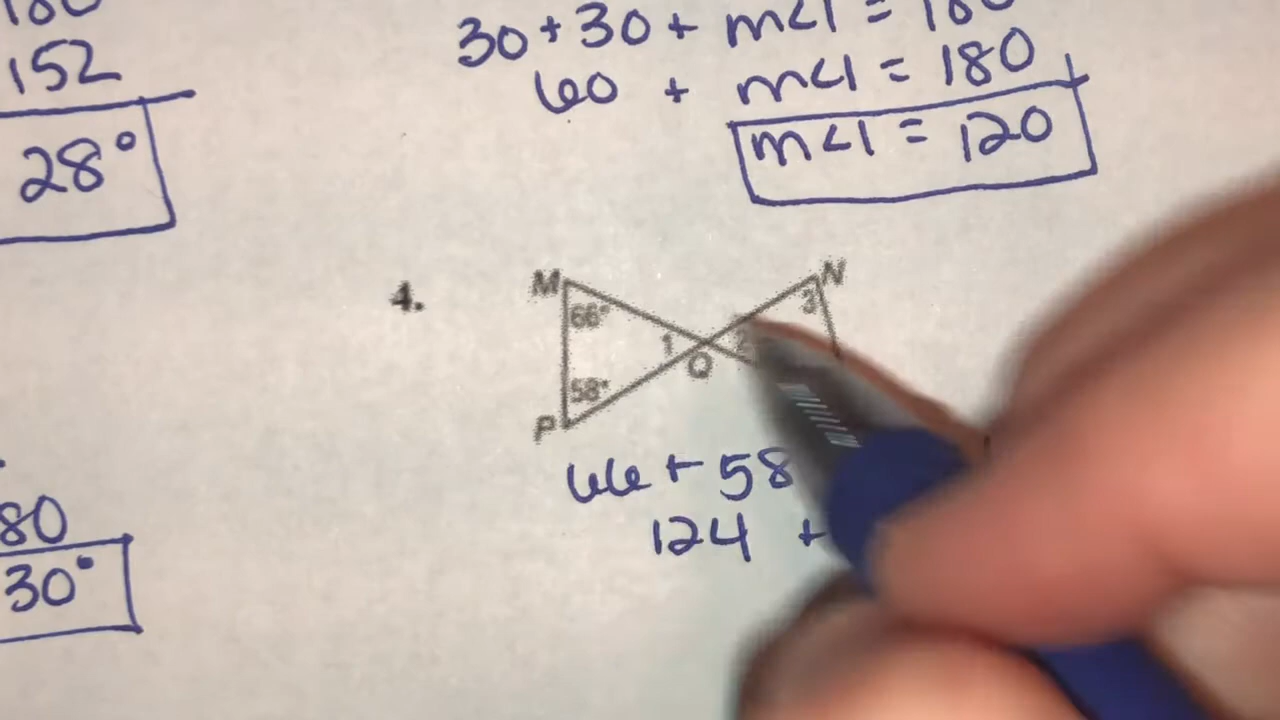 152
28°
80
30°
30 + 30 + m<1 = 180
60 + m<1 = 180
m<1 = 120
4.
M
N
66°
3
1
2
O
58°
P
66 + 58
124 +